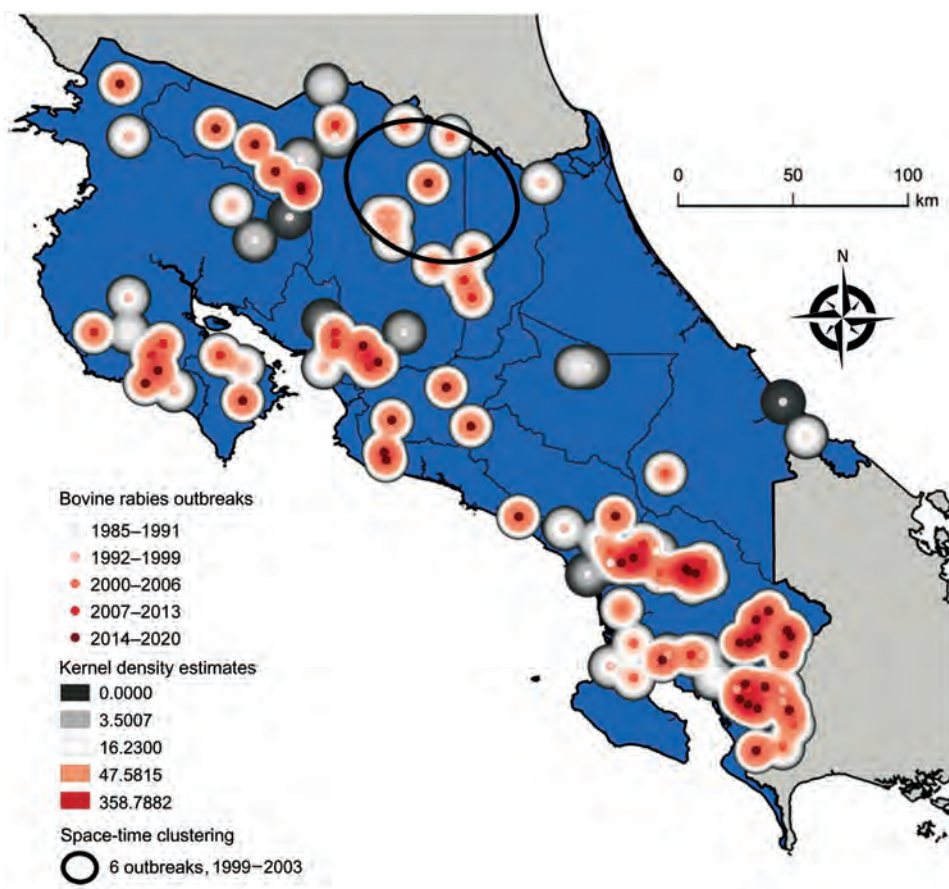 0 50 100
km
N
Bovine rabies outbreaks
1985–1991
1992–1999
2000–2006
2007–2013
2014–2020
Kernel density estimates
0.0000
3.5007
16.2300
47.5815
358.7882
Space-time clustering
6 outbreaks, 1999–2003